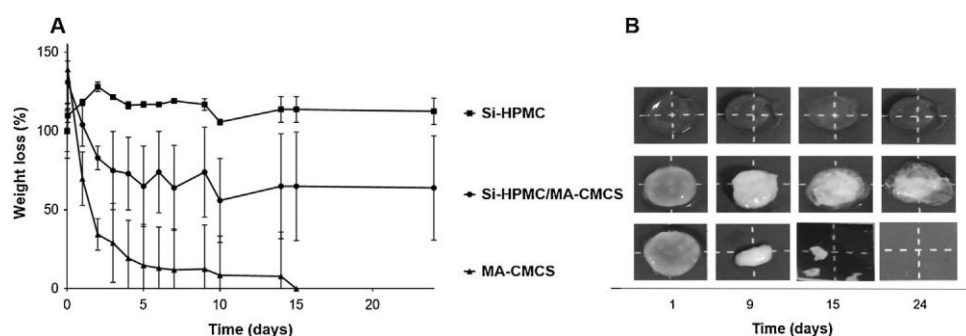 A
Weight loss (%)
150
100
50
0
0
5
10
15
20
Time (days)
Si-HPMC
Si-HPMC/MA-CMCS
MA-CMCS
B
1
9
15
24
Time (days)